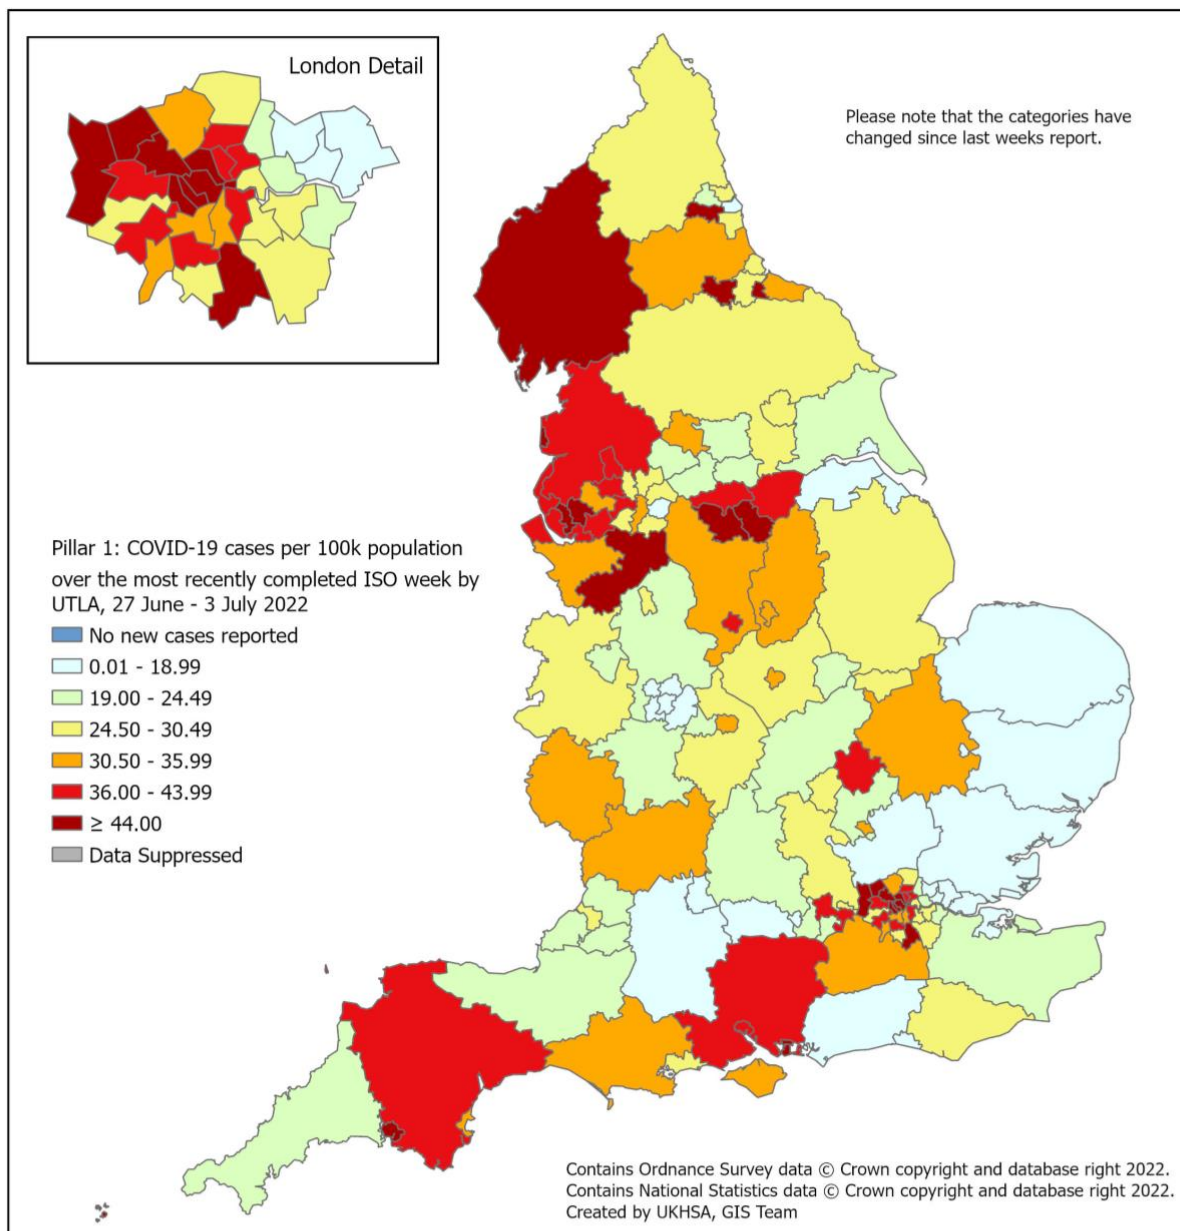 London Detail
Please note that the categories have
changed since last weeks report.
Pillar 1: COVID-19 cases per 100k population
over the most recently completed ISO week by
UTLA, 27 June - 3 July 2022
No new cases reported
0.01 - 18.99
19.00 - 24.49
24.50 - 30.49
30.50 - 35.99
36.00 - 43.99
≥ 44.00
Data Suppressed
Contains Ordnance Survey data © Crown copyright and database right 2022.
Contains National Statistics data © Crown copyright and database right 2022.
Created by UKHSA, GIS Team